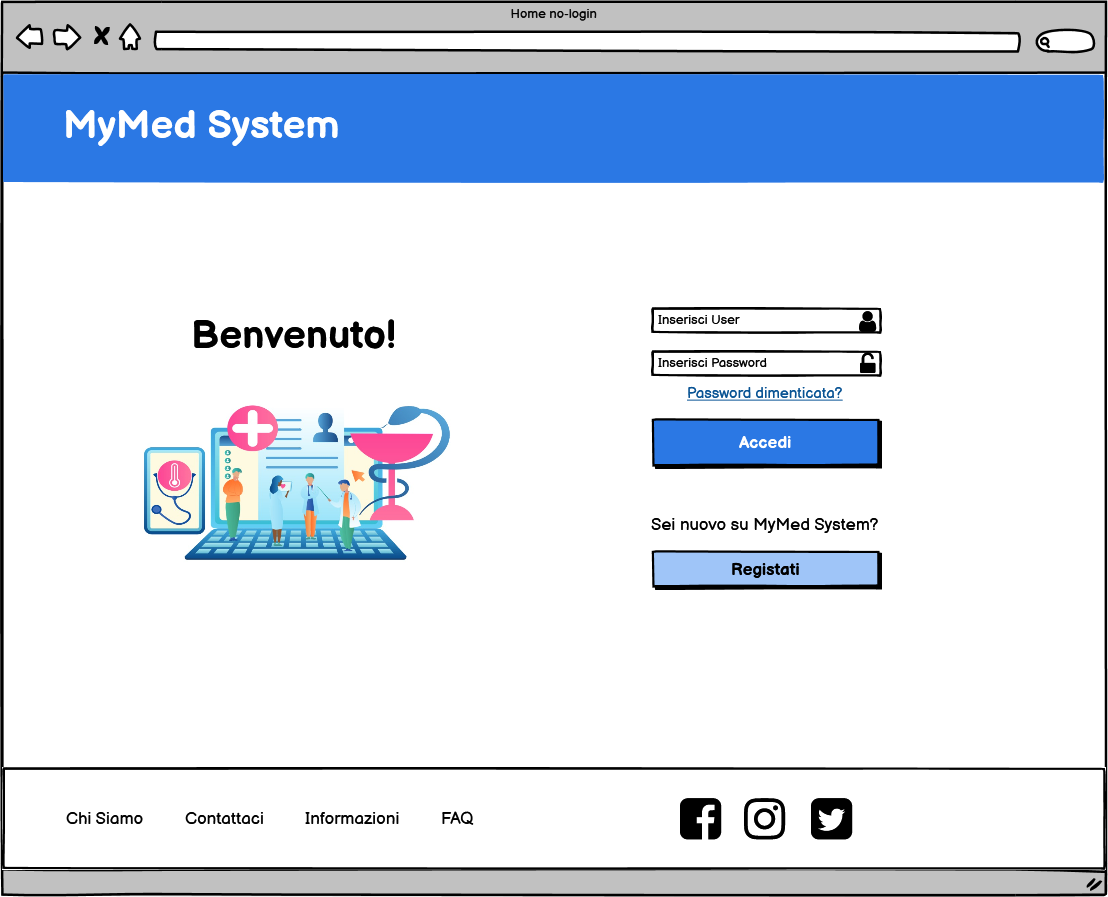 Home no-login
MyMed System
Benvenuto!
Inserisci User
Inserisci Password
Password dimenticata?
Accedi
Sei nuovo su MyMed System?
Registati
Chi Siamo
Contattaci
Informazioni
FAQ